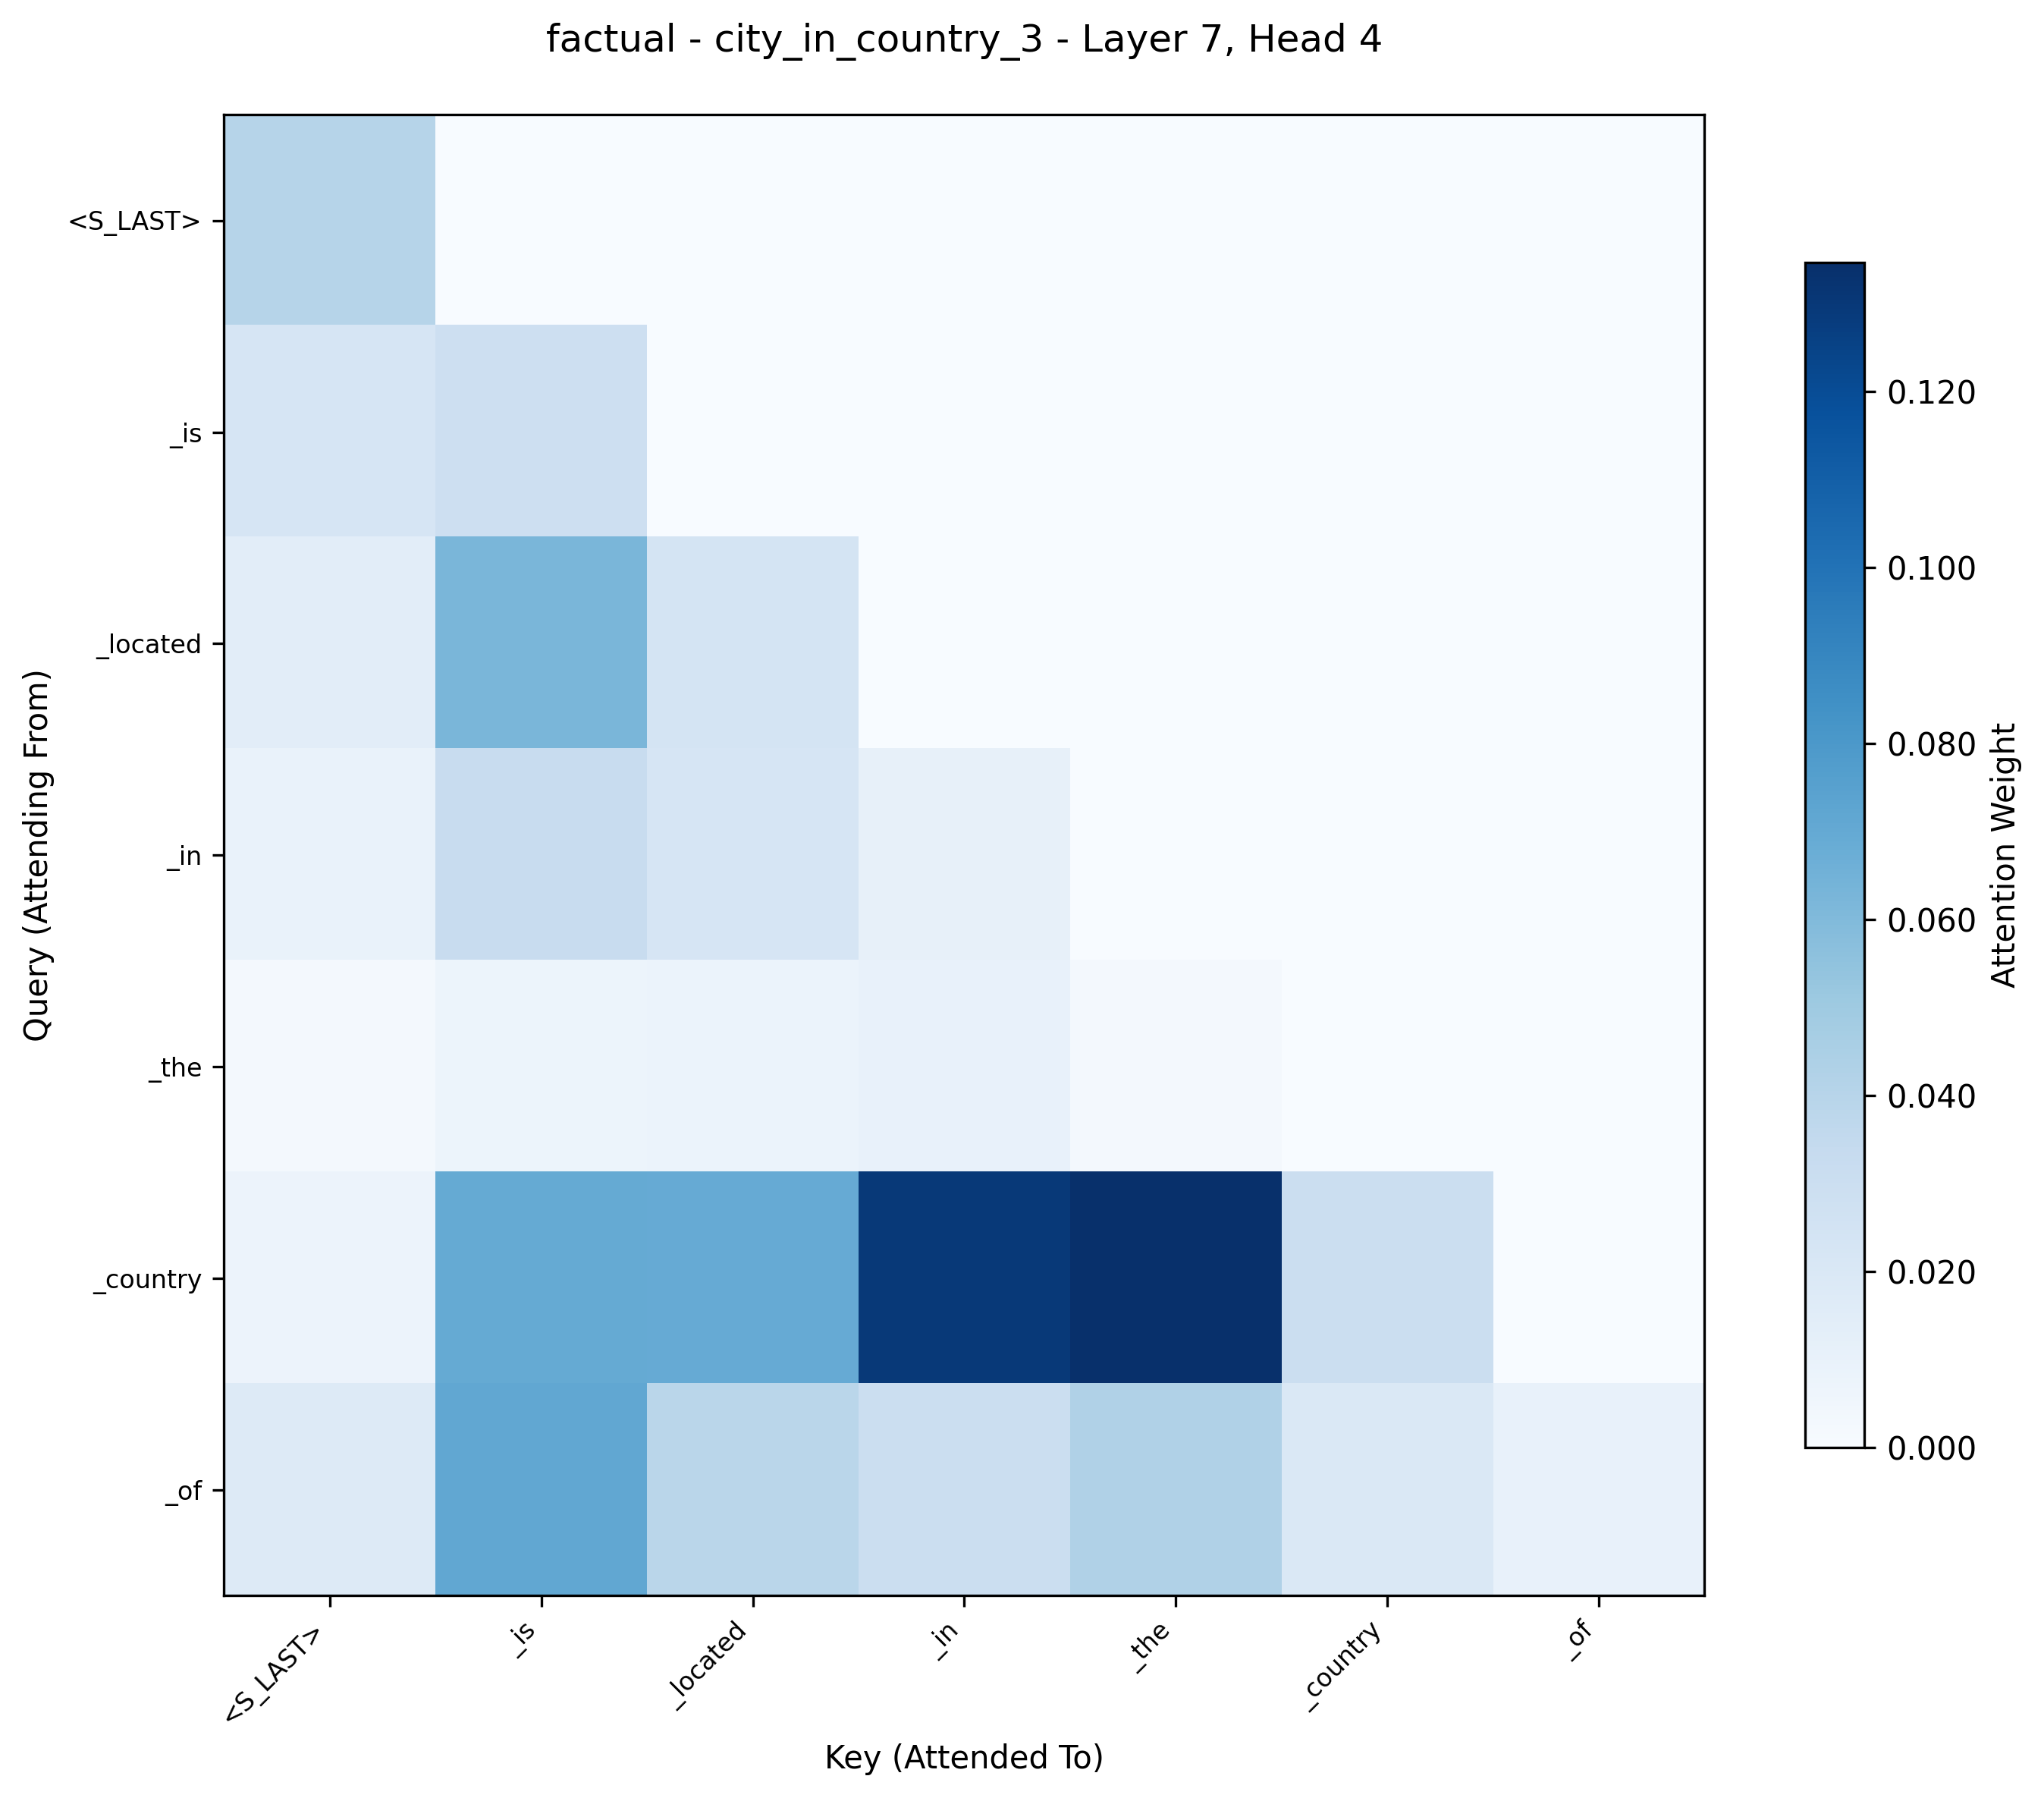 factual - city_in_country_3 - Layer 7, Head 4
Query (Attending From)
<S_LAST>
_is
_located
_in
_the
_country
_of
<S_LAST>
_is
_located
_in
_the
_country
_of
Key (Attended To)
0.120
0.100
0.080
0.060
0.040
0.020
0.000
Attention Weight